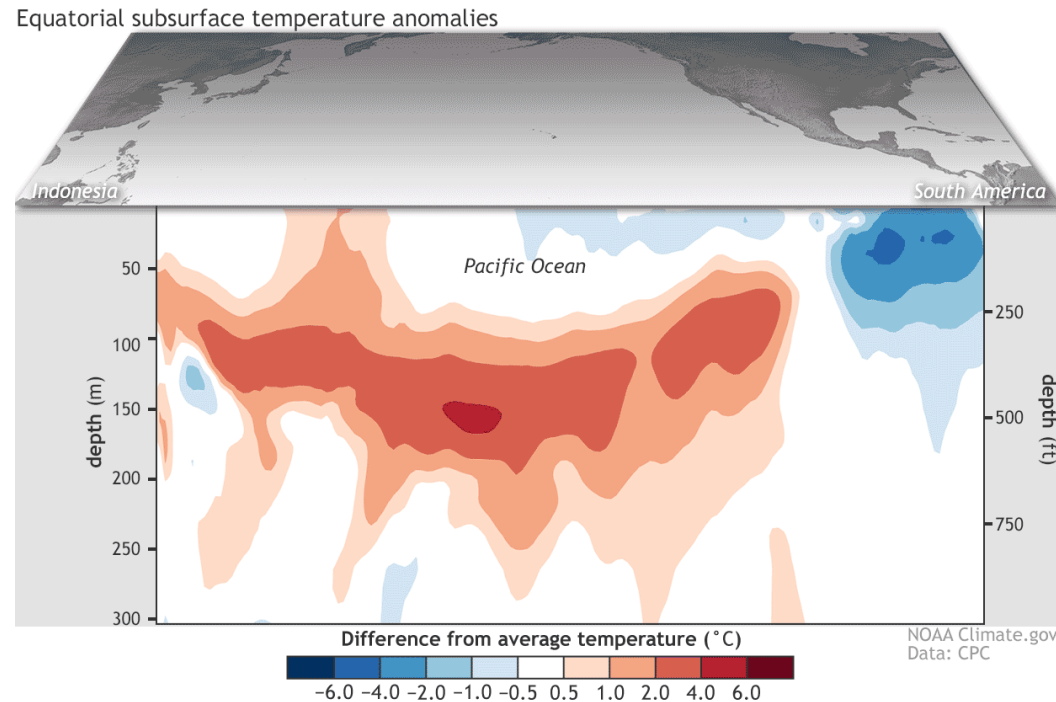 Equatorial subsurface temperature anomalies
Indonesia
South America
Pacific Ocean
50
100
150
200
250
300
depth (m)
250
500
750
depth (ft)
Difference from average temperature (˚C)
−6.0 −4.0 −2.0 −1.0 −0.5 0.5 1.0 2.0 4.0 6.0
NOAA Climate.gov
Data: CPC